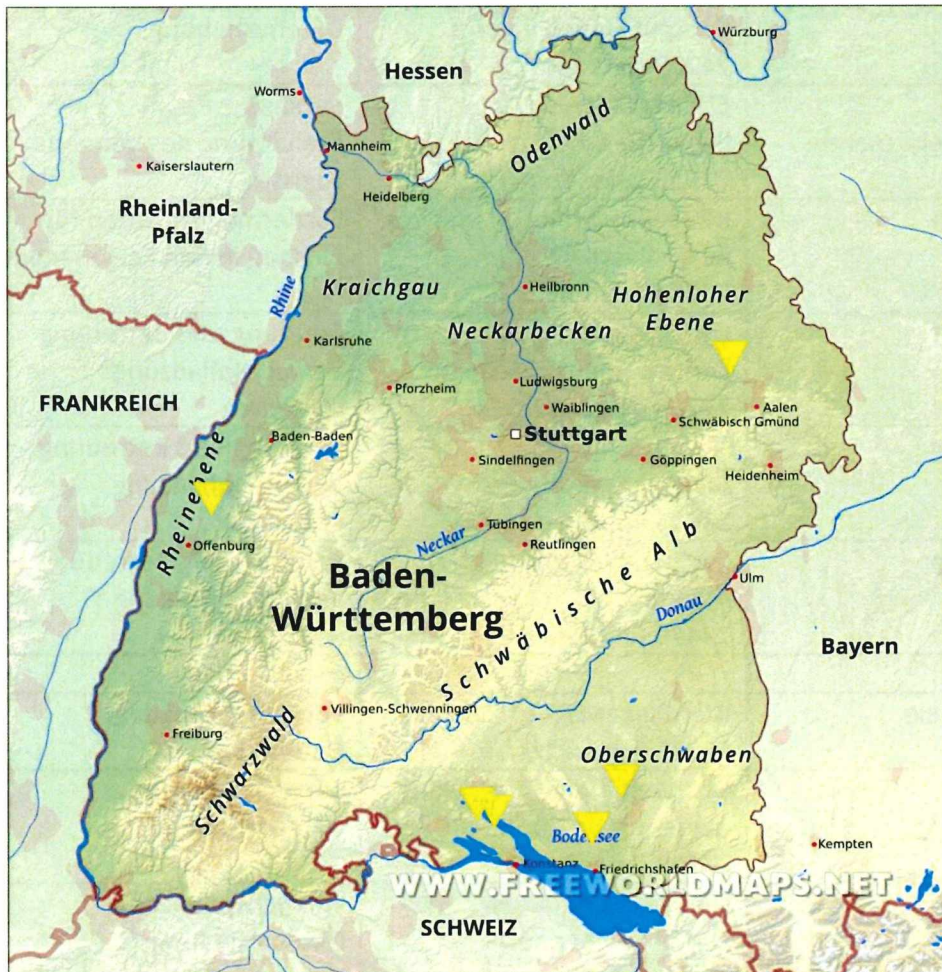 Würzburg
Hessen
Worms
Odenwald
Mannheim
Kaiserslautern
Heidelberg
Rheinland-
Pfalz
Rhine
Kraichgau
Heilbronn
Hohenloher
Ebene
Neckarbecken
Karlsruhe
Ludwigsburg
Pforzheim
FRANKREICH
Waiblingen
Aalen
Schwäbisch Gmünd
Baden-Baden
Stuttgart
Sindelfingen
Göppingen
Heidenheim
Rheinebene
Tübingen
Neckar
Reutlingen
Offenburg
Schwäbische Alb
Baden-
Württemberg
Ulm
Donau
Bayern
Villingen-Schwenningen
Freiburg
Schwarzwald
Oberschwaben
Bodensee
Kempten
Konstanz
Friedrichshafen
WWW.FREEWORLDMAPS.NET
SCHWEIZ